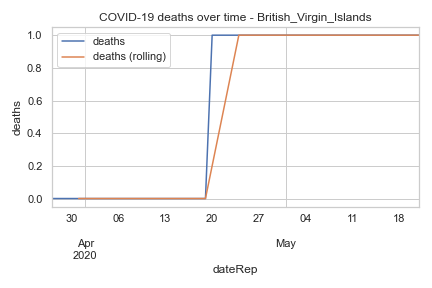 COVID-19 deaths over time - British_Virgin_Islands
deaths
deaths (rolling)
deaths
1.0
0.8
0.6
0.4
0.2
0.0
30 06 13 20 27 04 11 18
Apr May
2020
dateRep